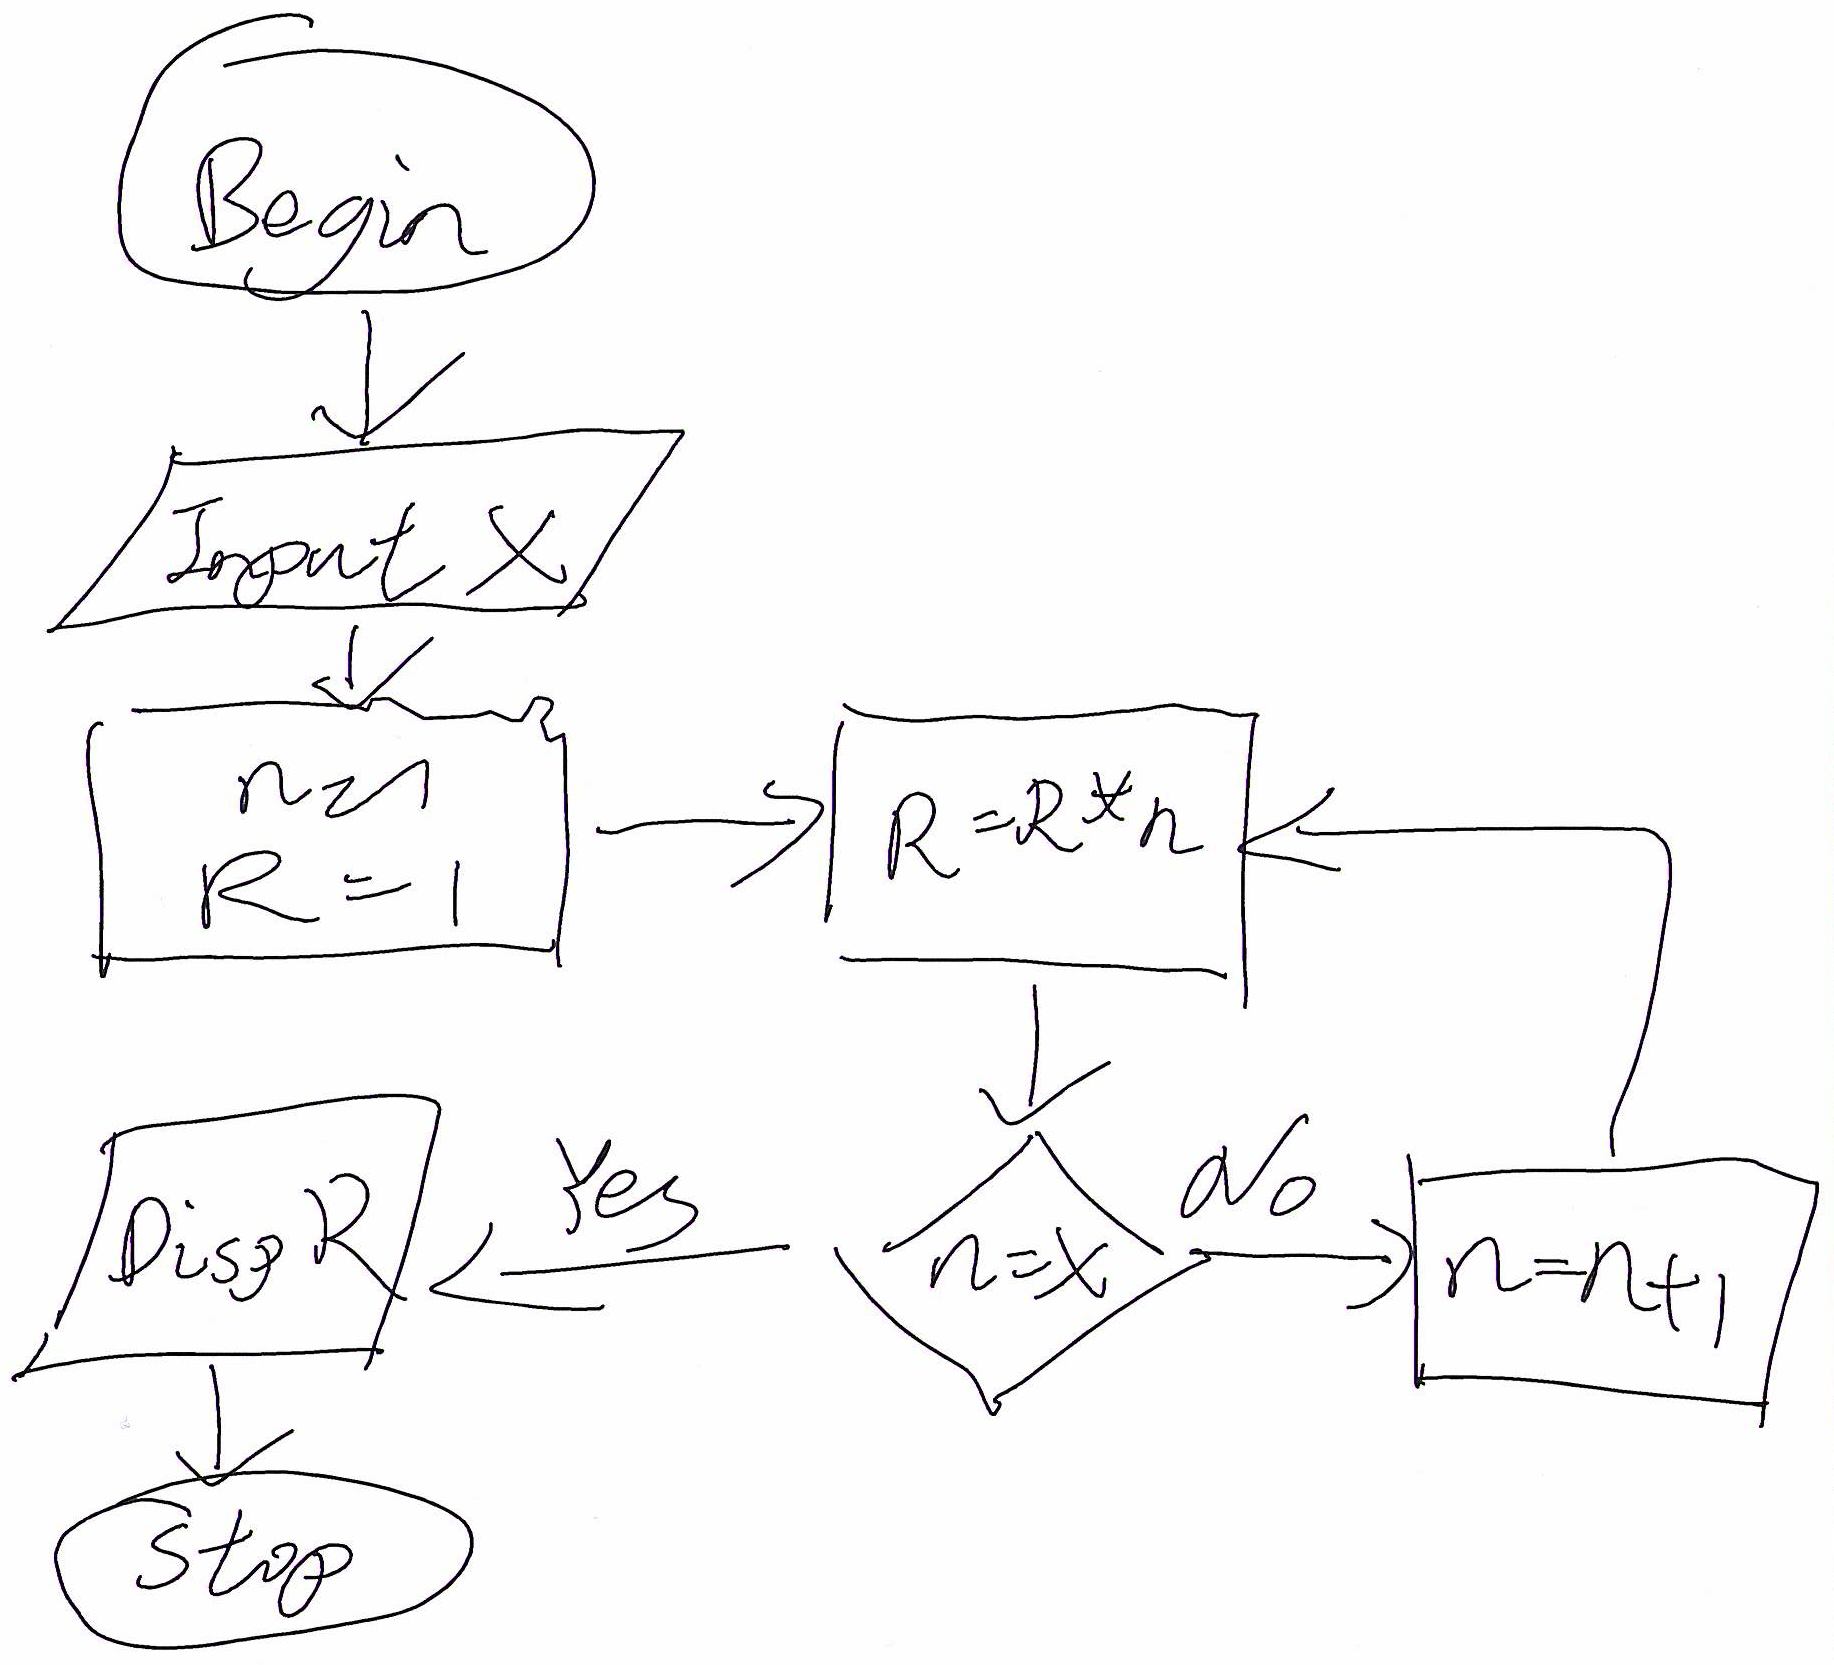 Begin
Input X
n=1
R=1
R=R*n
n=X
Yes
No
n=n+1
Disp R
Stop